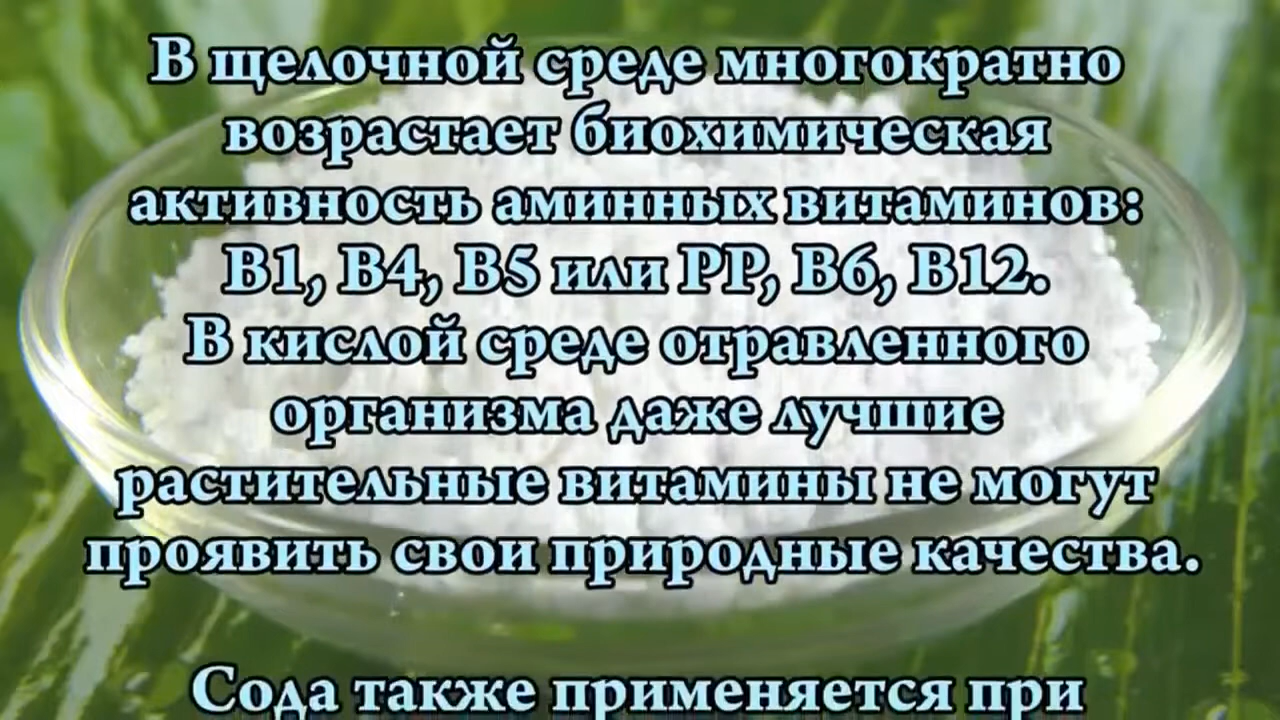 В щелочной среде многократно
возрастает биохимическая
активность аминных витаминов:
В1, В4, В5 или РР, В6, В12.
В кислой среде отравленного
организма даже лучшие
растительные витамины не могут
проявить свои природные качества.
Сода также применяется при